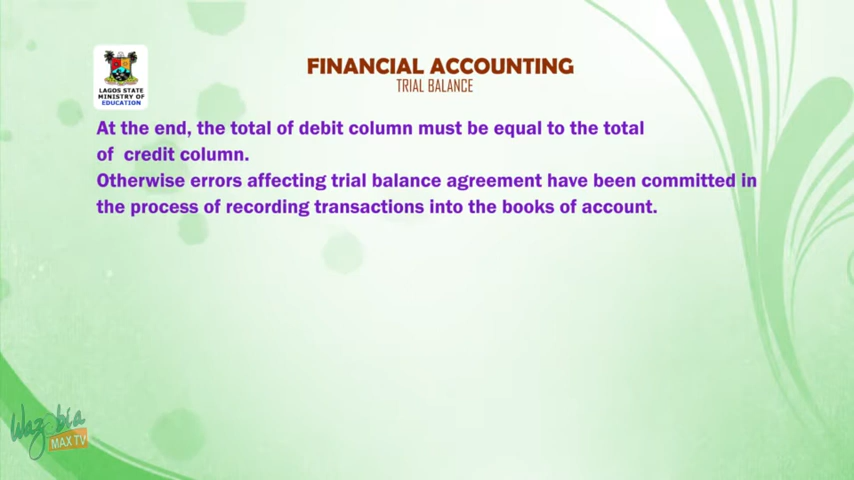 LAGOS STATE
MINISTRY OF
EDUCATION
FINANCIAL ACCOUNTING
TRIAL BALANCE
At the end, the total of debit column must be equal to the total
of credit column.
Otherwise errors affecting trial balance agreement have been committed in
the process of recording transactions into the books of account.
Wazobia
MAX TV